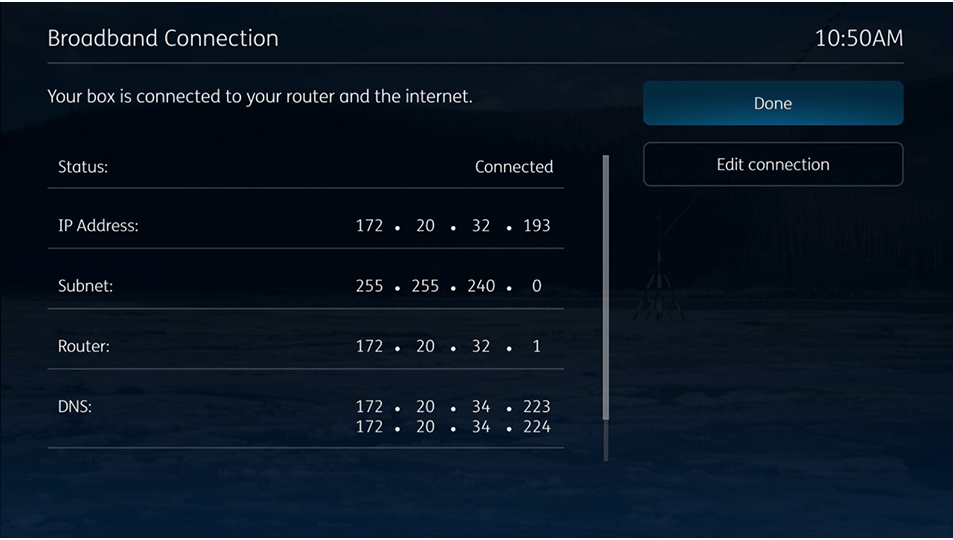 Broadband Connection
10:50AM
Your box is connected to your router and the internet.
Done
Edit connection
Status: Connected
IP Address: 172 . 20 . 32 . 193
Subnet: 255 . 255 . 240 . 0
Router: 172 . 20 . 32 . 1
DNS: 172 . 20 . 34 . 223
172 . 20 . 34 . 224